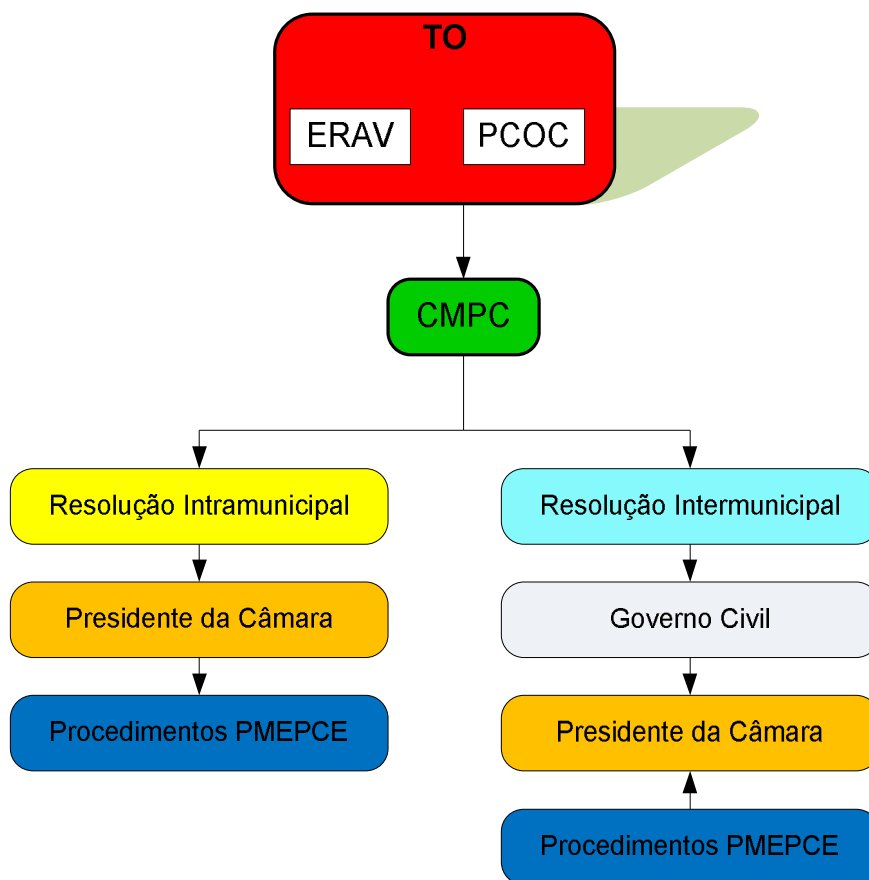 TO
ERAV
PCOC
CMPC
Resolução Intramunicipal
Resolução Intermunicipal
Presidente da Câmara
Governo Civil
Procedimentos PMEPCE
Presidente da Câmara
Procedimentos PMEPCE